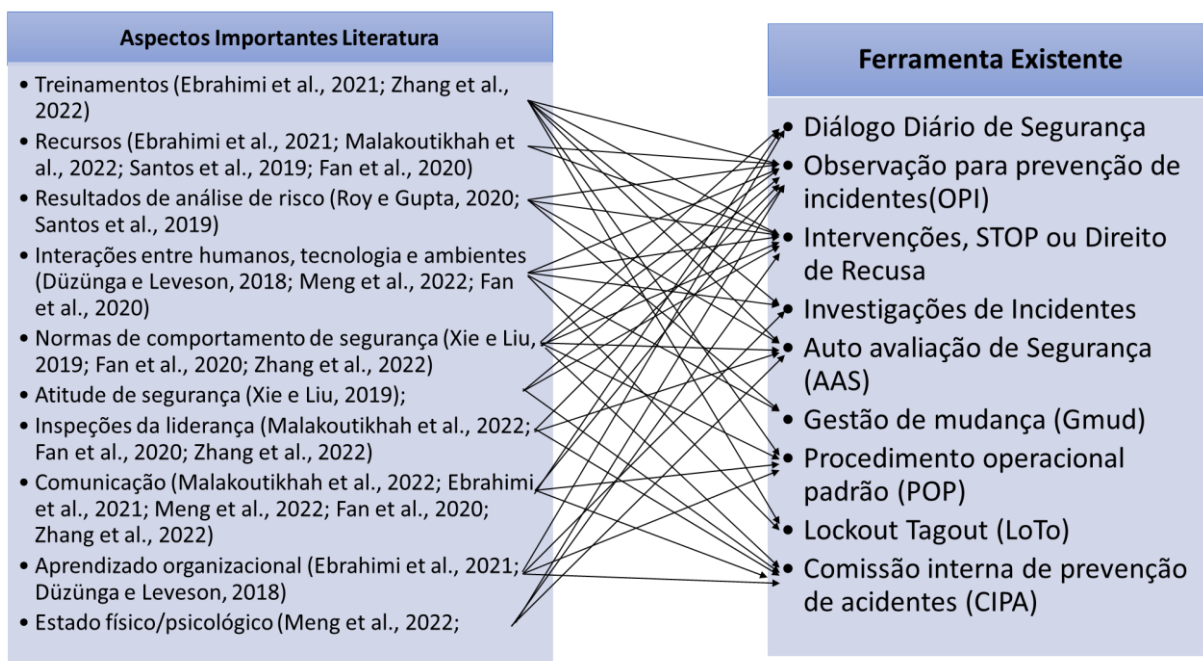 Aspectos Importantes Literatura
• Treinamentos (Ebrahimi et al., 2021; Zhang et al.,
2022)
• Recursos (Ebrahimi et al., 2021; Malakoutikhah et
al., 2022; Santos et al., 2019; Fan et al., 2020)
• Resultados de análise de risco (Roy e Gupta, 2020;
Santos et al., 2019)
• Interações entre humanos, tecnologia e ambientes
(Düzünga e Leveson, 2018; Meng et al., 2022; Fan
et al., 2020)
• Normas de comportamento de segurança (Xie e Liu,
2019; Fan et al., 2020; Zhang et al., 2022)
• Atitude de segurança (Xie e Liu, 2019);
• Inspeções da liderança (Malakoutikhah et al., 2022;
Fan et al., 2020; Zhang et al., 2022)
• Comunicação (Malakoutikhah et al., 2022; Ebrahimi
et al., 2021; Meng et al., 2022; Fan et al., 2020;
Zhang et al., 2022)
• Aprendizado organizacional (Ebrahimi et al., 2021;
Düzünga e Leveson, 2018)
• Estado físico/psicológico (Meng et al., 2022;
Ferramenta Existente
• Diálogo Diário de Segurança
• Observação para prevenção de
incidentes(OPI)
• Intervenções, STOP ou Direito
de Recusa
• Investigações de Incidentes
• Auto avaliação de Segurança
(AAS)
• Gestão de mudança (Gmud)
• Procedimento operacional
padrão (POP)
• Lockout Tagout (LoTo)
• Comissão interna de prevenção
de acidentes (CIPA)